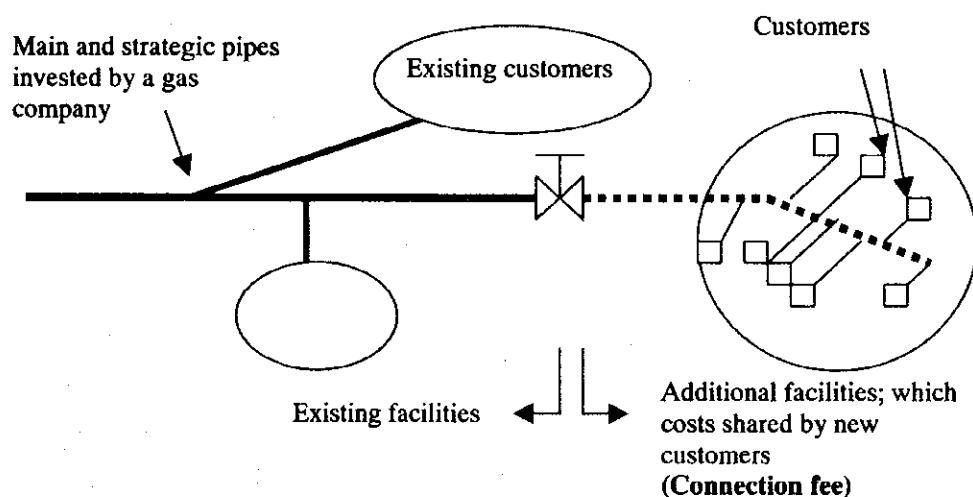 Main and strategic pipes
invested by a gas
company
Existing customers
Customers
Existing facilities
Additional facilities; which
costs shared by new
customers
(Connection fee)